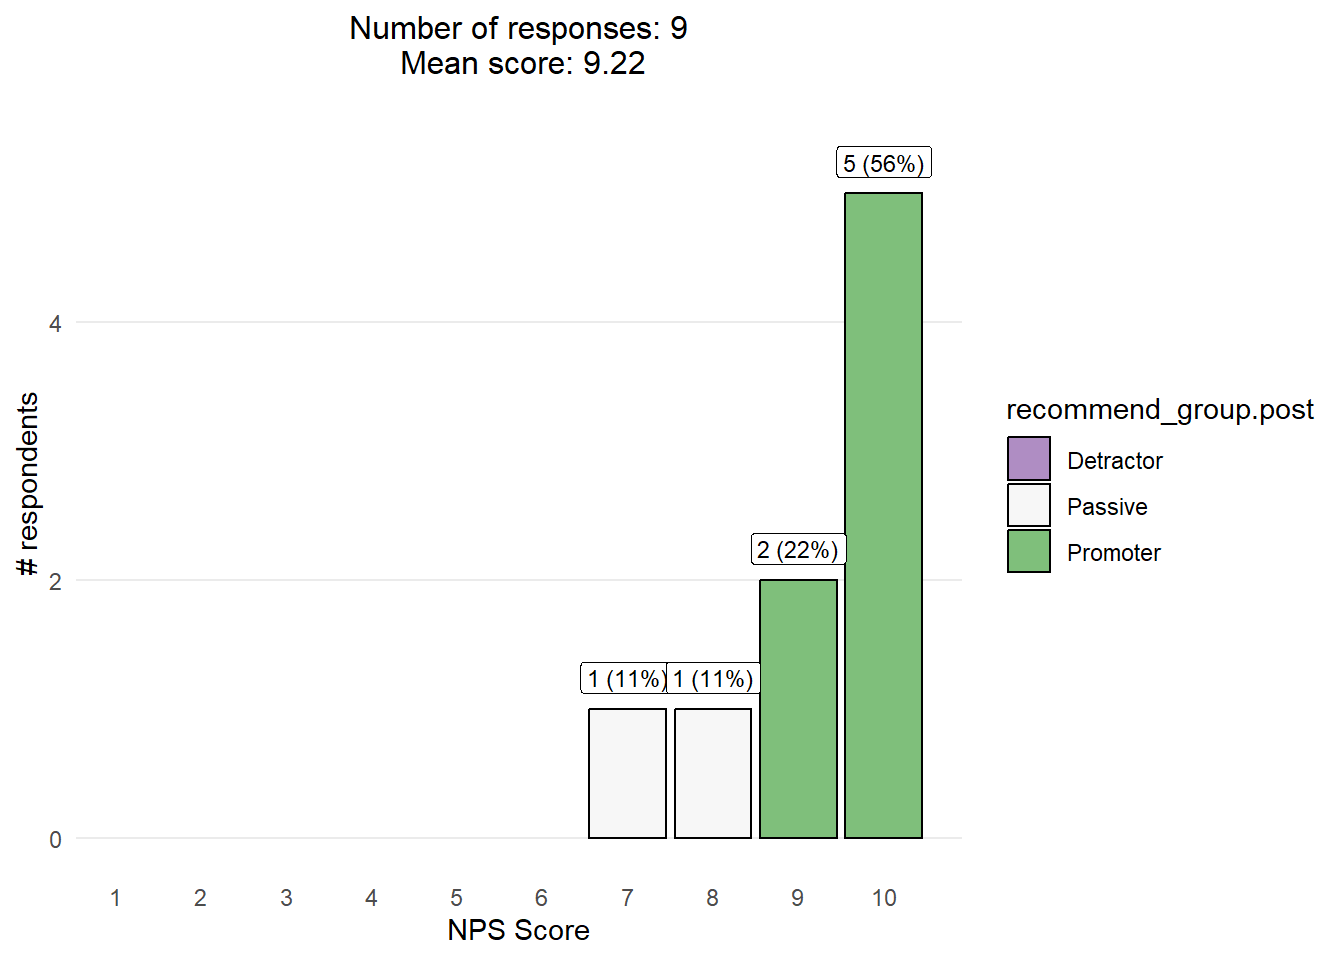 Number of responses: 9
Mean score: 9.22
5 (56%)
2 (22%)
1 (11%)
1 (11%)
4
2
0
# respondents
1 2 3 4 5 6 7 8 9 10
NPS Score
recommend_group.post
Detractor
Passive
Promoter